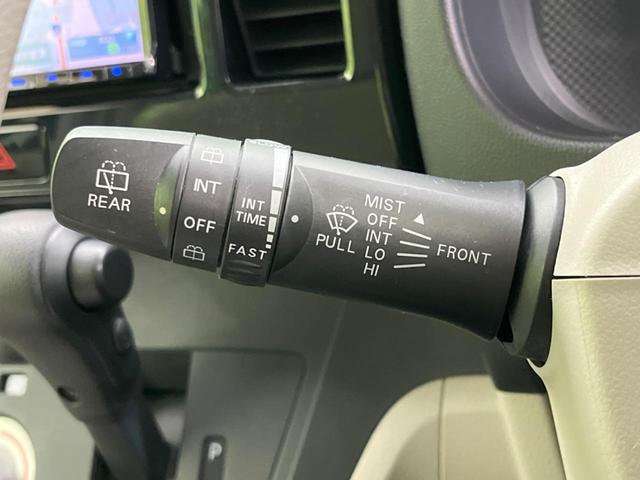 REAR
INT
OFF
INT
TIME
FAST
PULL
MIST
OFF
INT
LO
HI
FRONT
P